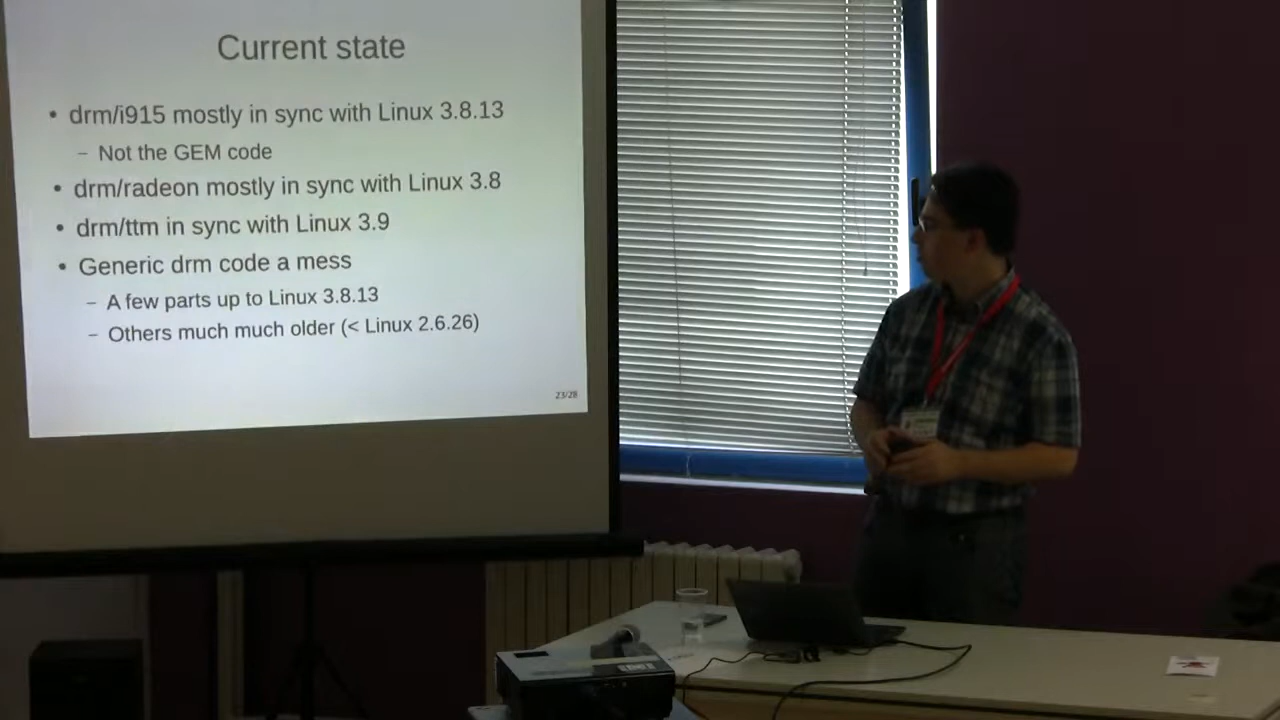 Current state
• drm/i915 mostly in sync with Linux 3.8.13
– Not the GEM code
• drm/radeon mostly in sync with Linux 3.8
• drm/ttm in sync with Linux 3.9
• Generic drm code a mess
– A few parts up to Linux 3.8.13
– Others much much older (< Linux 2.6.26)
23/28